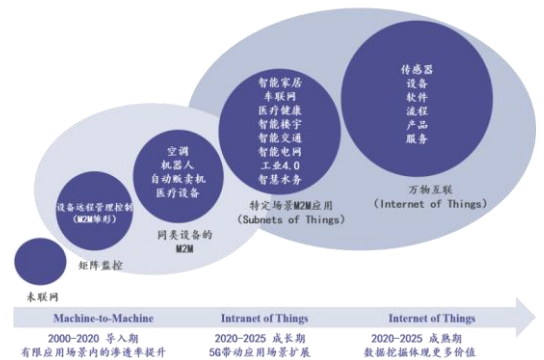 未联网
设备远程管理控制
(M2M雏形)
矩阵监控
空调
机器人
自动贩卖机
医疗设备
同类设备的
M2M
智能家居
车联网
医疗健康
智能楼宇
智能交通
智能电网
工业4.0
智慧水务
特定场景M2M应用
(Subnets of Things)
传感器
设备
软件
流程
产品
服务
万物互联
(Internet of Things)
Machine-to-Machine
Intranet of Things
Internet of Things
2000-2020 导入期
有限应用场景内的渗透率提升
2020-2025 成长期
5G带动应用场景扩展
2020-2025 成熟期
数据挖掘体现更多价值